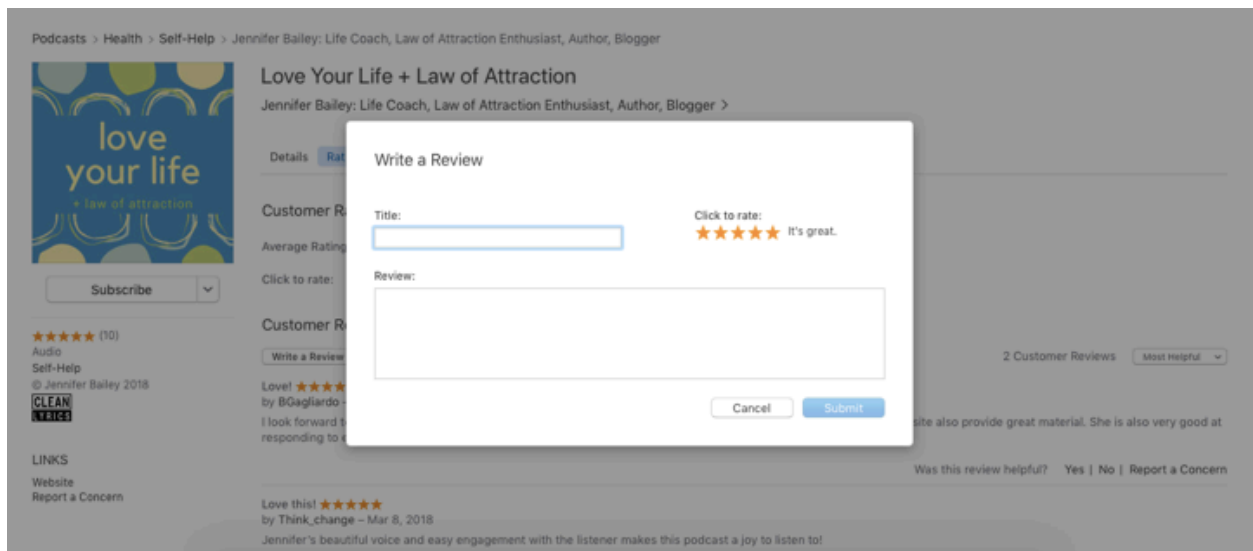 Podcasts > Health > Self-Help > Jennifer Bailey: Life Coach, Law of Attraction Enthusiast, Author, Blogger
love
your life
+ law of attraction
Subscribe
★★★★★ (10)
Audio
Self-Help
© Jennifer Bailey 2018
CLEAN
LYRICS
LINKS
Website
Report a Concern
Love Your Life + Law of Attraction
Jennifer Bailey: Life Coach, Law of Attraction Enthusiast, Author, Blogger >
Details Rat
Customer R
Average Rating
Click to rate:
Customer R
Write a Review
2 Customer Reviews Most Helpful
Love! ★★★★
by BGagliardo -
I look forward t
site also provide great material. She is also very good at
responding to e
Was this review helpful? Yes | No | Report a Concern
Love this! ★★★★★
by Think_change – Mar 8, 2018
Jennifer's beautiful voice and easy engagement with the listener makes this podcast a joy to listen to!
Write a Review
Title:
Click to rate:
★★★★★ It's great.
Review:
Cancel Submit